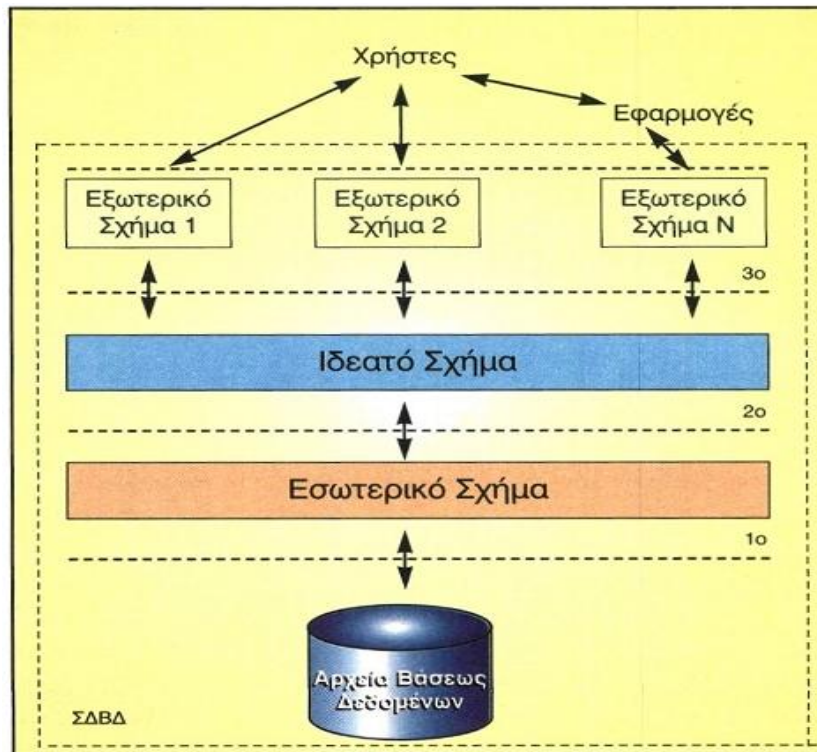 Χρήστες
Εφαρμογές
Εξωτερικό
Σχήμα 1
Εξωτερικό
Σχήμα 2
Εξωτερικό
Σχήμα Ν
3ο
Ιδεατό Σχήμα
2ο
Εσωτερικό Σχήμα
1ο
Αρχεία Βάσεως
Δεδομένων
ΣΔΒΔ